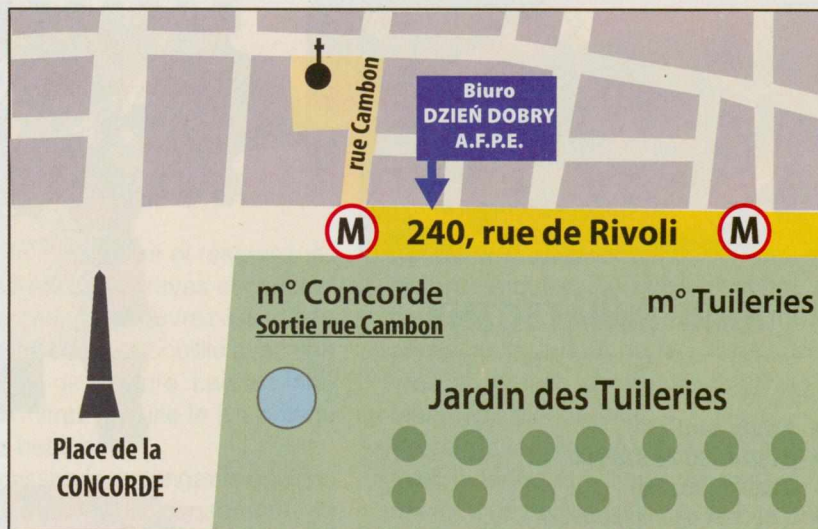 rue Cambon
Biuro
DZIEŃ DOBRY
A.F.P.E.
M 240, rue de Rivoli M
m° Concorde
Sortie rue Cambon
m° Tuileries
Jardin des Tuileries
Place de la
CONCORDE